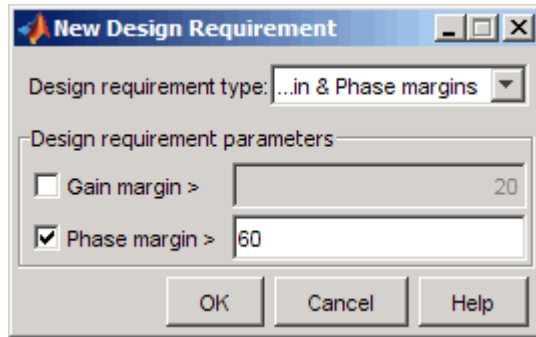 New Design Requirement
Design requirement type: ...in & Phase margins
Design requirement parameters
Gain margin > 20
Phase margin > 60
OK Cancel Help